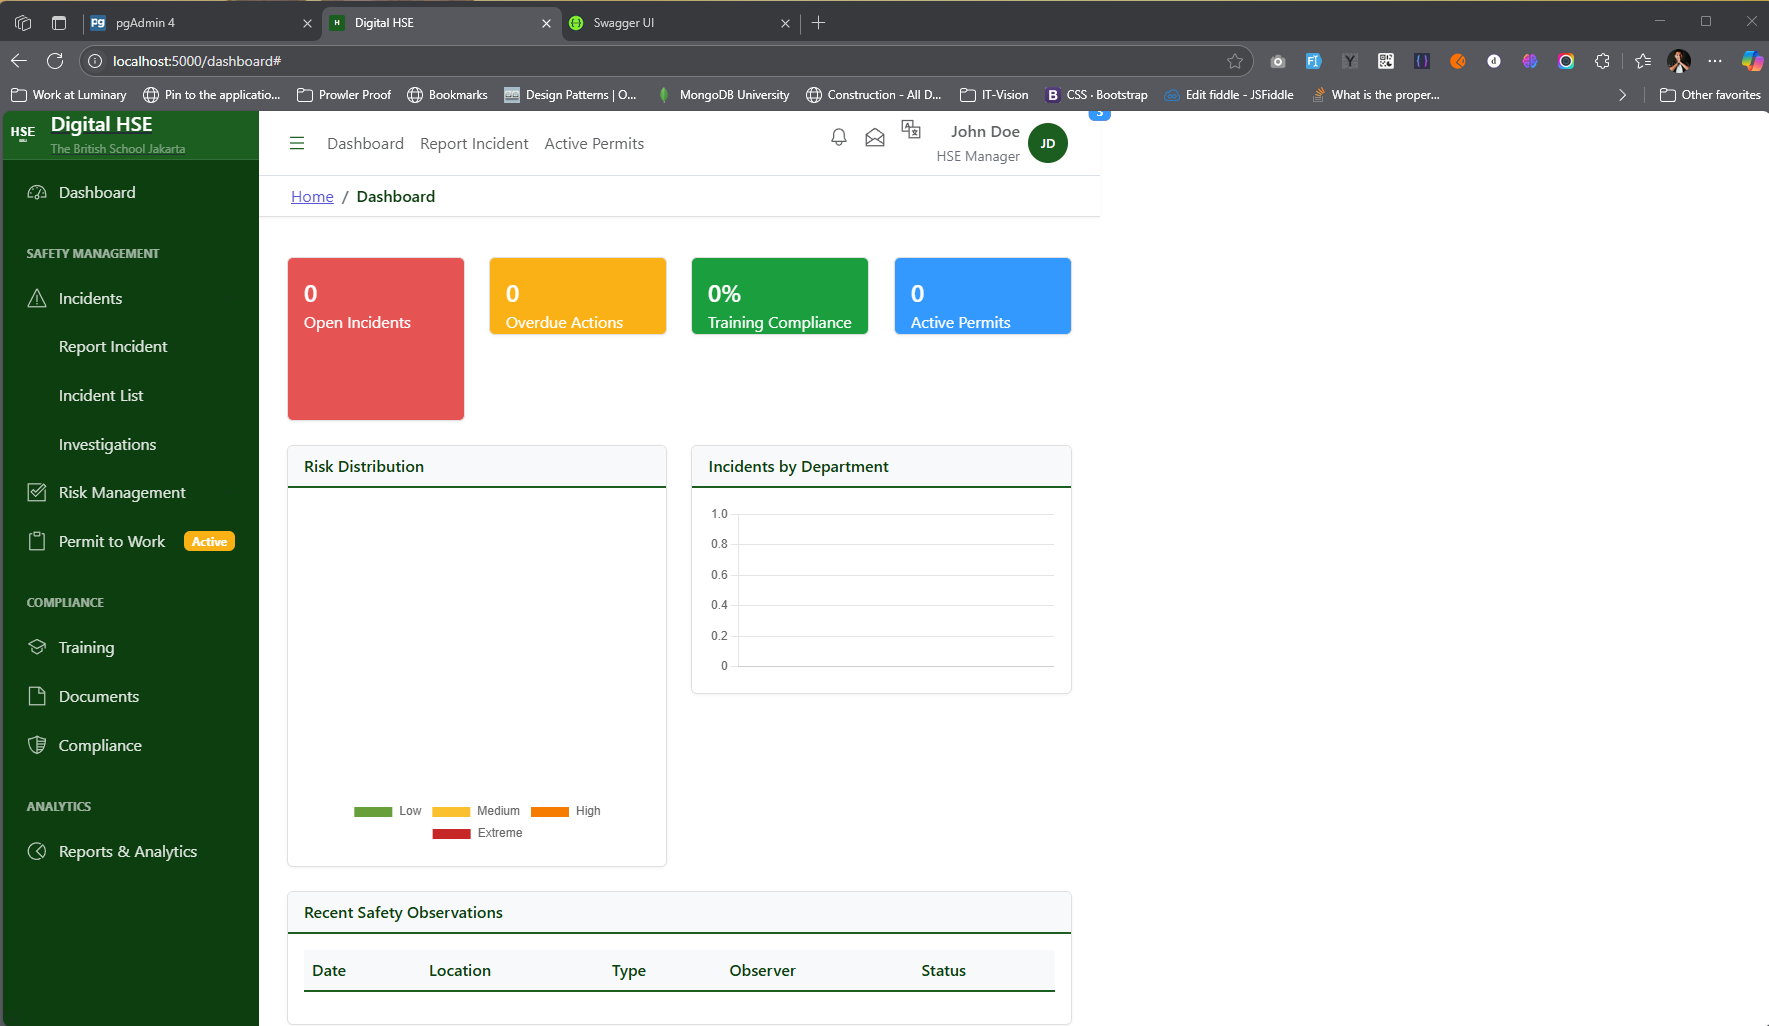 pgAdmin 4
Digital HSE
Swagger UI
localhost:5000/dashboard#
Work at Luminary
Pin to the applicatio...
Prowler Proof
Bookmarks
Design Patterns | O...
MongoDB University
Construction - All D...
IT-Vision
CSS · Bootstrap
Edit fiddle - JSFiddle
What is the proper...
Other favorites
HSE
Digital HSE
The British School Jakarta
Dashboard
SAFETY MANAGEMENT
Incidents
Report Incident
Incident List
Investigations
Risk Management
Permit to Work
Active
COMPLIANCE
Training
Documents
Compliance
ANALYTICS
Reports & Analytics
Dashboard
Report Incident
Active Permits
John Doe
HSE Manager
JD
Home / Dashboard
0
Open Incidents
0
Overdue Actions
0%
Training Compliance
0
Active Permits
Risk Distribution
Low
Medium
High
Extreme
Incidents by Department
1.0
0.8
0.6
0.4
0.2
0
Recent Safety Observations
Date Location Type Observer Status